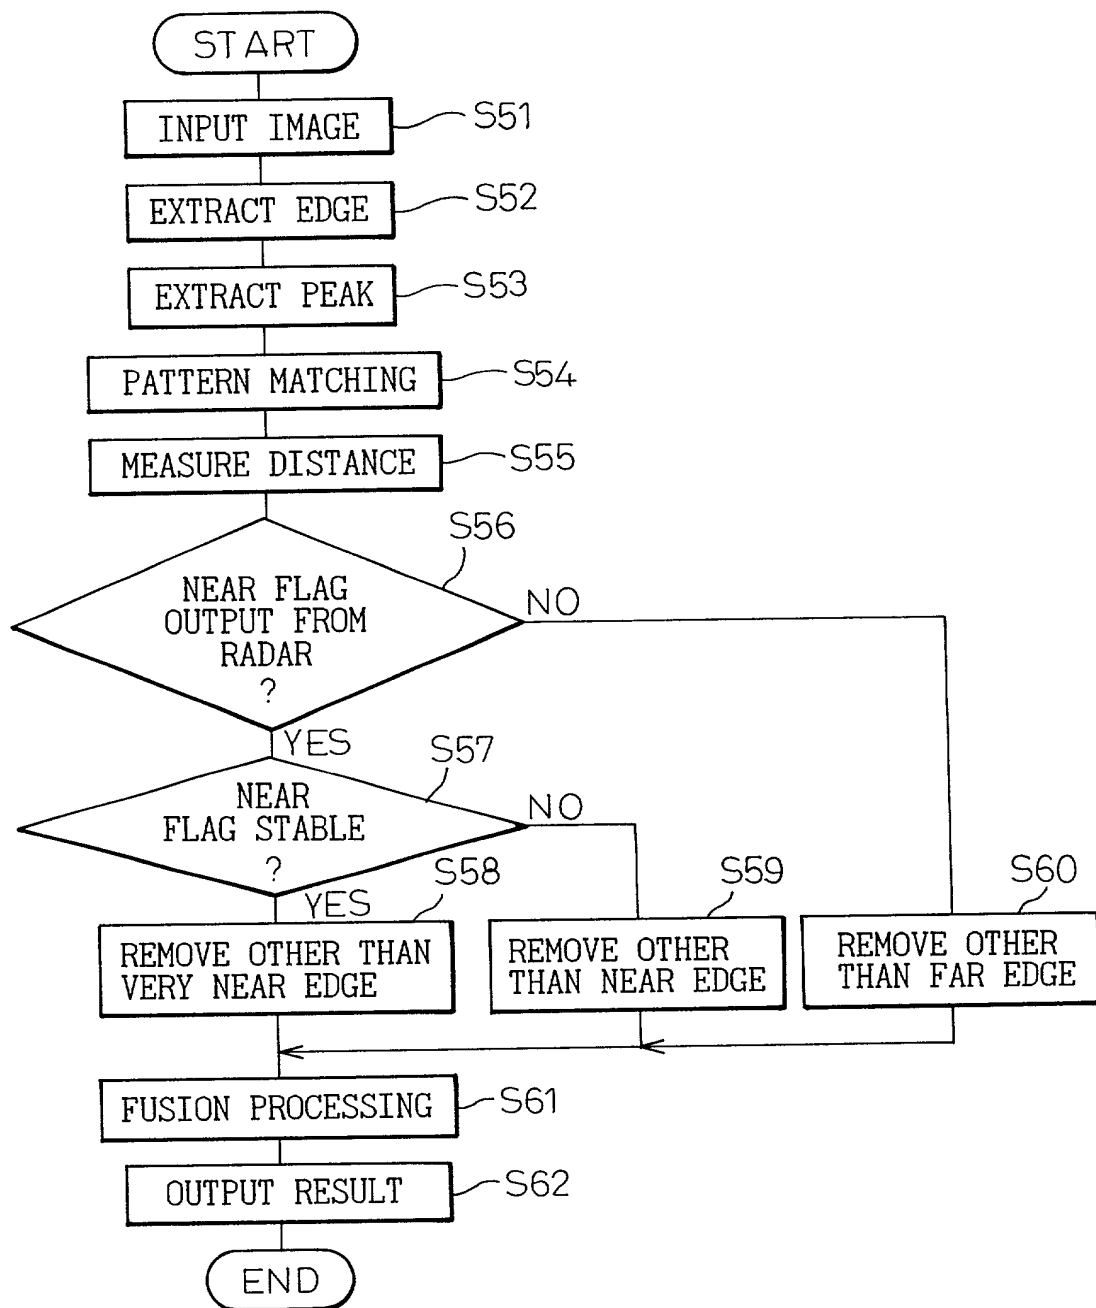 START
INPUT IMAGE
S51
EXTRACT EDGE
S52
EXTRACT PEAK
S53
PATTERN MATCHING
S54
MEASURE DISTANCE
S55
S56
NEAR FLAG
OUTPUT FROM
RADAR
?
NO
YES
S57
NEAR
FLAG STABLE
?
NO
YES
S58
REMOVE OTHER THAN
VERY NEAR EDGE
S59
REMOVE OTHER
THAN NEAR EDGE
S60
REMOVE OTHER
THAN FAR EDGE
FUSION PROCESSING
S61
OUTPUT RESULT
S62
END